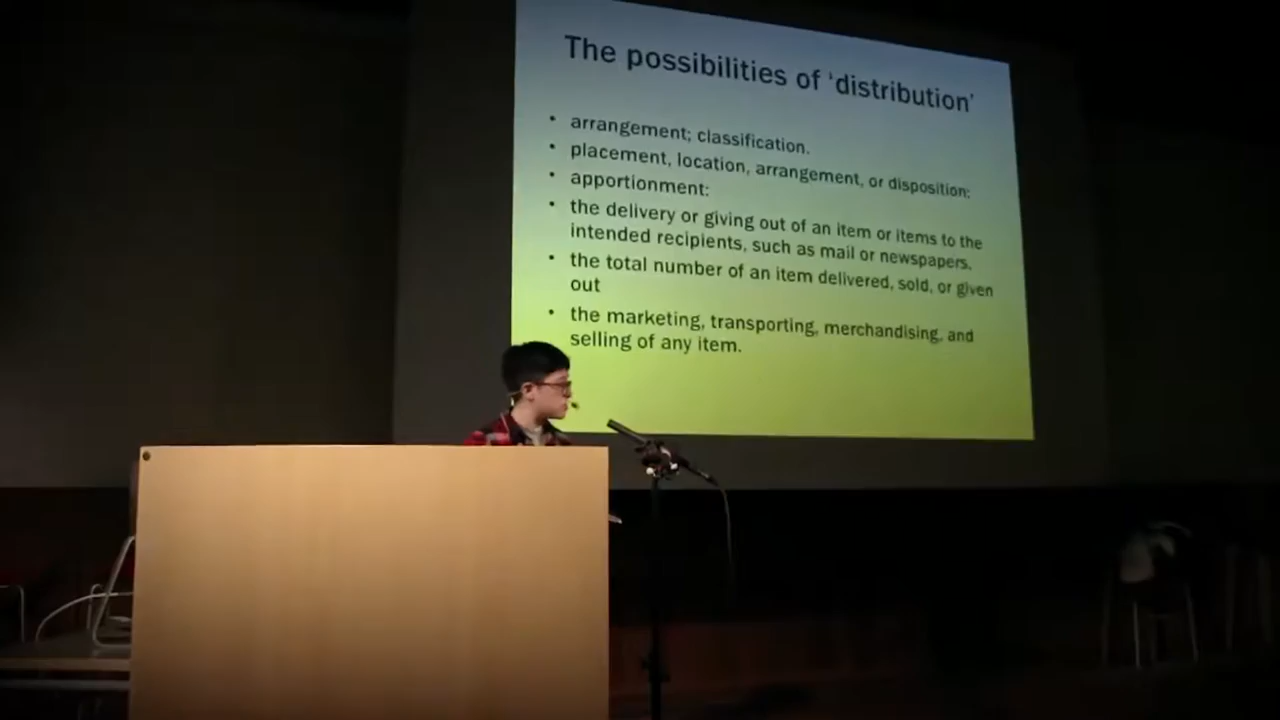 The possibilities of ‘distribution’
• arrangement; classification.
• placement, location, arrangement, or disposition;
• apportionment:
• the delivery or giving out of an item or items to the
intended recipients, such as mail or newspapers.
• the total number of an item delivered, sold, or given
out
• the marketing, transporting, merchandising, and
selling of any item.